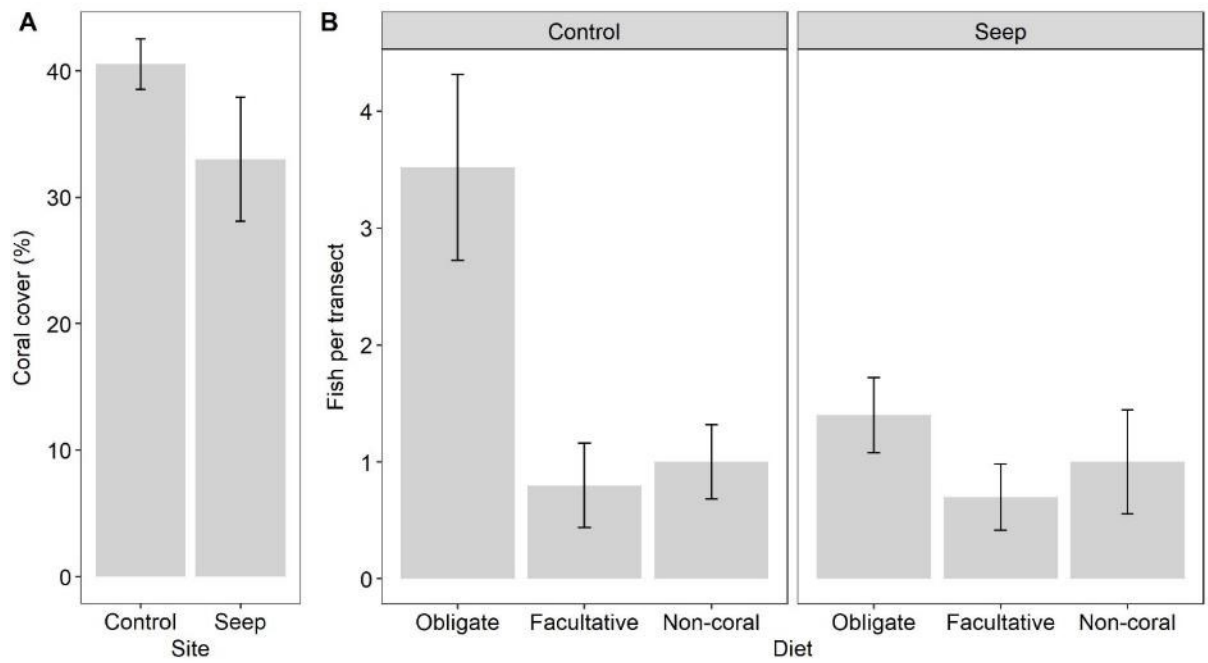 A
Coral cover (%)
40
30
20
10
0
Control Seep
Site
B
Control Seep
Fish per transect
4
3
2
1
0
Obligate Facultative Non-coral Obligate Facultative Non-coral
Diet